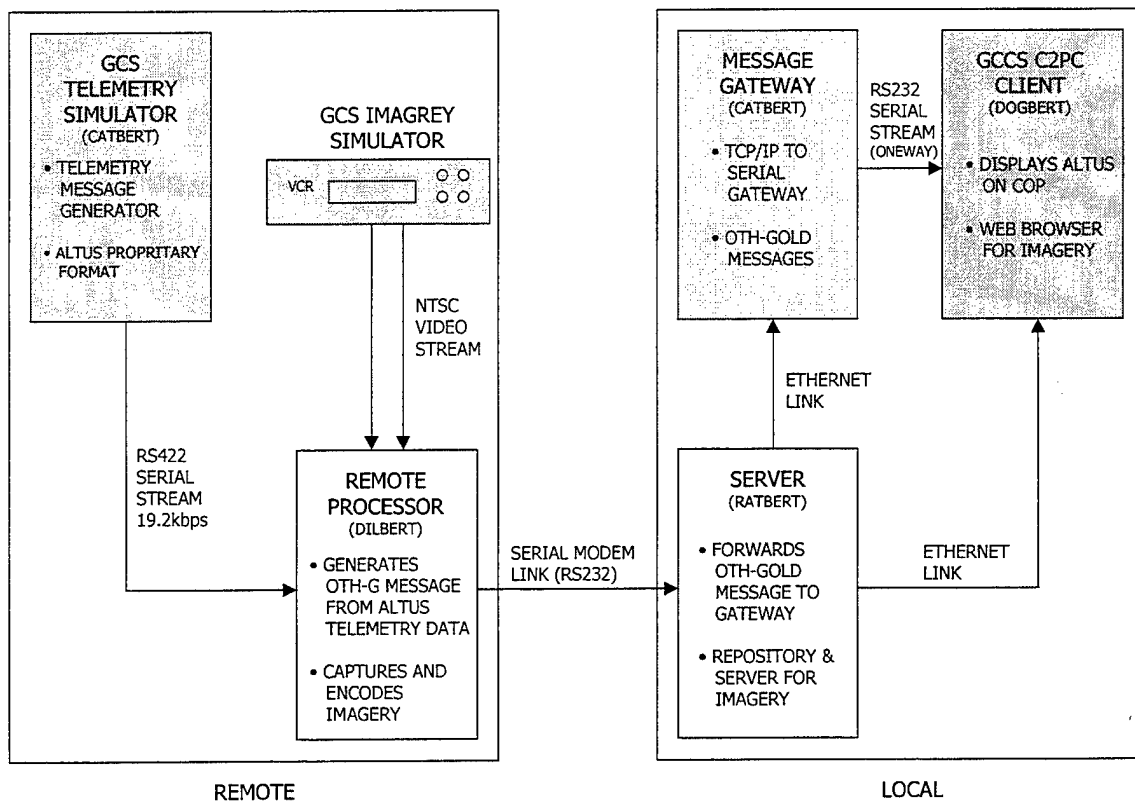 GCS
TELEMETRY
SIMULATOR
(CATBERT)
• TELEMETRY
MESSAGE
GENERATOR
• ALTUS PROPRITARY
FORMAT
GCS IMAGREY
SIMULATOR
VCR
NTSC
VIDEO
STREAM
RS422
SERIAL
STREAM
19.2kbps
REMOTE
PROCESSOR
(DILBERT)
• GENERATES
OTH-G MESSAGE
FROM ALTUS
TELEMETRY DATA
• CAPTURES AND
ENCODES
IMAGERY
REMOTE
SERIAL MODEM
LINK (RS232)
MESSAGE
GATEWAY
(CATBERT)
• TCP/IP TO
SERIAL
GATEWAY
• OTH-GOLD
MESSAGES
RS232
SERIAL
STREAM
(ONEWAY)
GCCS C2PC
CLIENT
(DOGBERT)
• DISPLAYS ALTUS
ON COP
• WEB BROWSER
FOR IMAGERY
ETHERNET
LINK
SERVER
(RATBERT)
• FORWARDS
OTH-GOLD
MESSAGE TO
GATEWAY
• REPOSITORY &
SERVER FOR
IMAGERY
ETHERNET
LINK
LOCAL